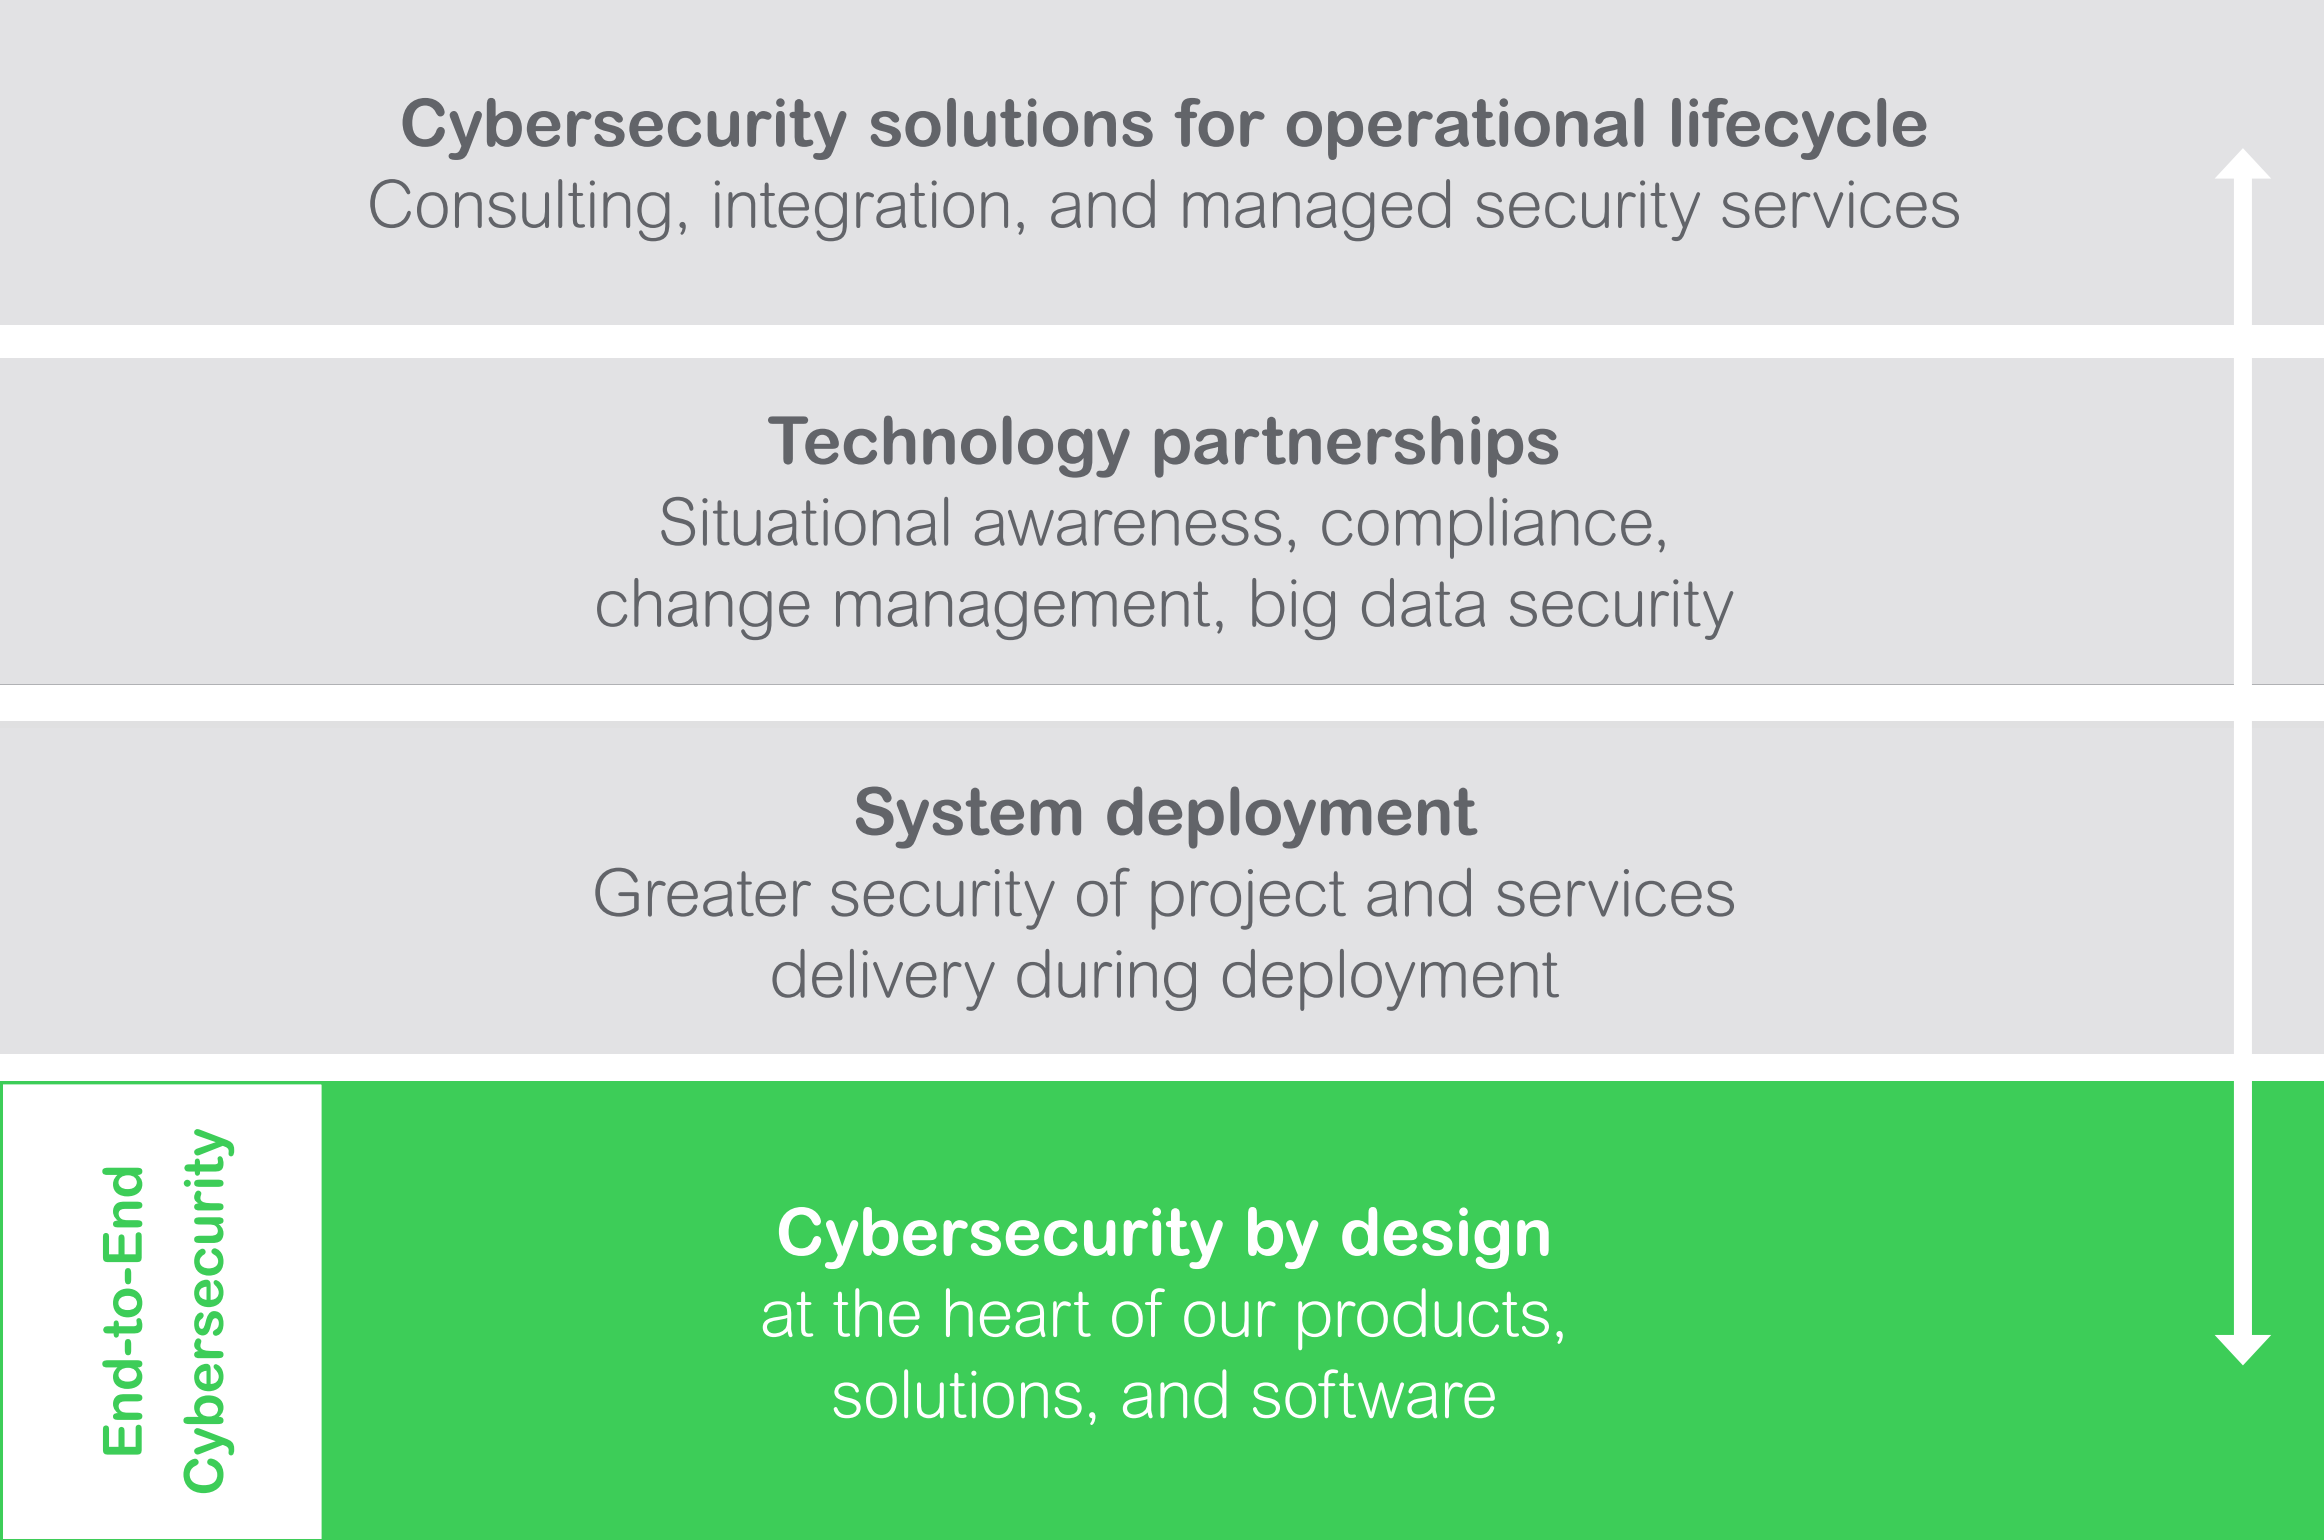 Cybersecurity solutions for operational lifecycle
Consulting, integration, and managed security services
Technology partnerships
Situational awareness, compliance,
change management, big data security
System deployment
Greater security of project and services
delivery during deployment
End-to-End
Cybersecurity
Cybersecurity by design
at the heart of our products,
solutions, and software